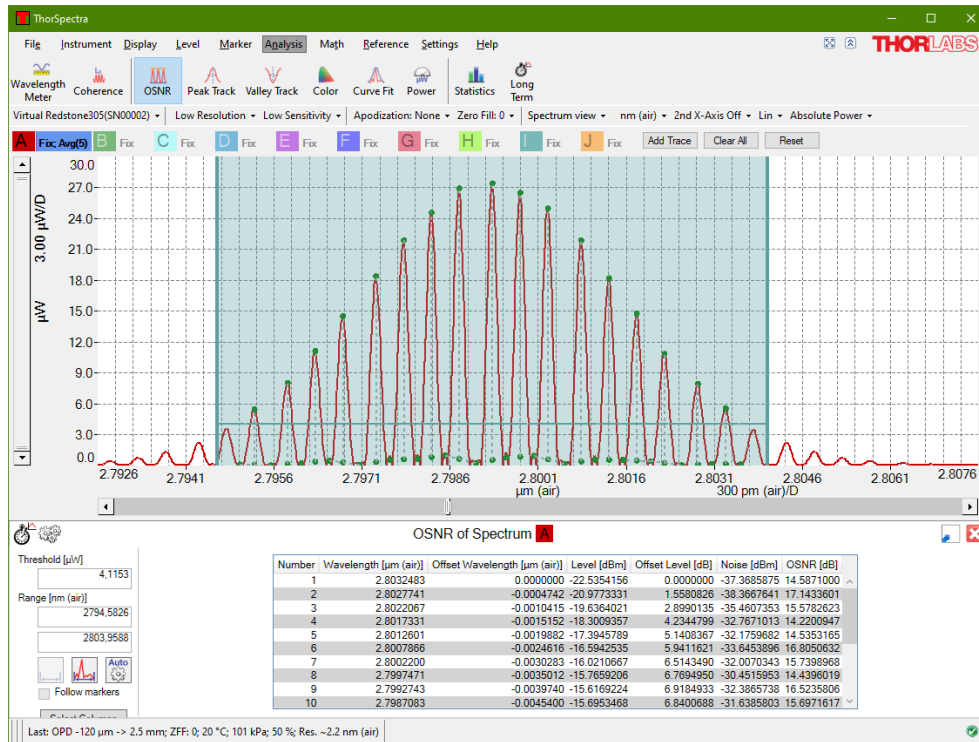 ThorSpectra
File Instrument Display Level Marker Analysis Math Reference Settings Help
THORLABS
Wavelength Meter Coherence OSNR Peak Track Valley Track Color Curve Fit Power Statistics Long Term
Virtual Redstone305(SN00002) Low Resolution Low Sensitivity Apodization: None Zero Fill: 0 Spectrum view nm (air) 2nd X-Axis Off Lin Absolute Power
A Fix; Avg(5) B Fix C Fix D Fix E Fix F Fix G Fix H Fix I Fix J Fix Add Trace Clear All Reset
3.00 µW/D
µW
30.0
27.0
24.0
21.0
18.0
15.0
12.0
9.0
6.0
3.0
0.0
2.7926 2.7941 2.7956 2.7971 2.7986 2.8001 2.8016 2.8031 2.8046 2.8061 2.8076
µm (air) 300 pm (air)/D
OSNR of Spectrum A
Threshold [µW]
4,1153
Range [nm (air)]
2794,5826
2803,9588
Auto
Follow markers
Number Wavelength [µm (air)] Offset Wavelength [µm (air)] Level [dBm] Offset Level [dB] Noise [dBm] OSNR [dB]
1 2.8032483 0.0000000 -22.5354156 0.0000000 -37.3685875 14.5871000
2 2.8027741 -0.0004742 -20.9773331 1.5580826 -38.3667641 17.1433601
3 2.8022067 -0.0010415 -19.6364021 2.8990135 -35.4607353 15.5782623
4 2.8017331 -0.0015152 -18.3009357 4.2344799 -32.7671013 14.2200947
5 2.8012601 -0.0019882 -17.3945789 5.1408367 -32.1759682 14.5355165
6 2.8007866 -0.0024616 -16.5942535 5.9411621 -33.6453896 16.8050632
7 2.8002200 -0.0030283 -16.0210667 6.5143490 -32.0070343 15.7398968
8 2.7997471 -0.0035012 -15.7659206 6.7694950 -30.4515953 14.4396019
9 2.7992743 -0.0039740 -15.6169224 6.9184933 -32.3865738 16.5235806
10 2.7987083 -0.0045400 -15.6953468 6.8400688 -31.6385803 15.6971617
Last: OPD -120 µm -> 2.5 mm; ZFF: 0; 20 °C; 101 kPa; 50 %; Res. ~2.2 nm (air)